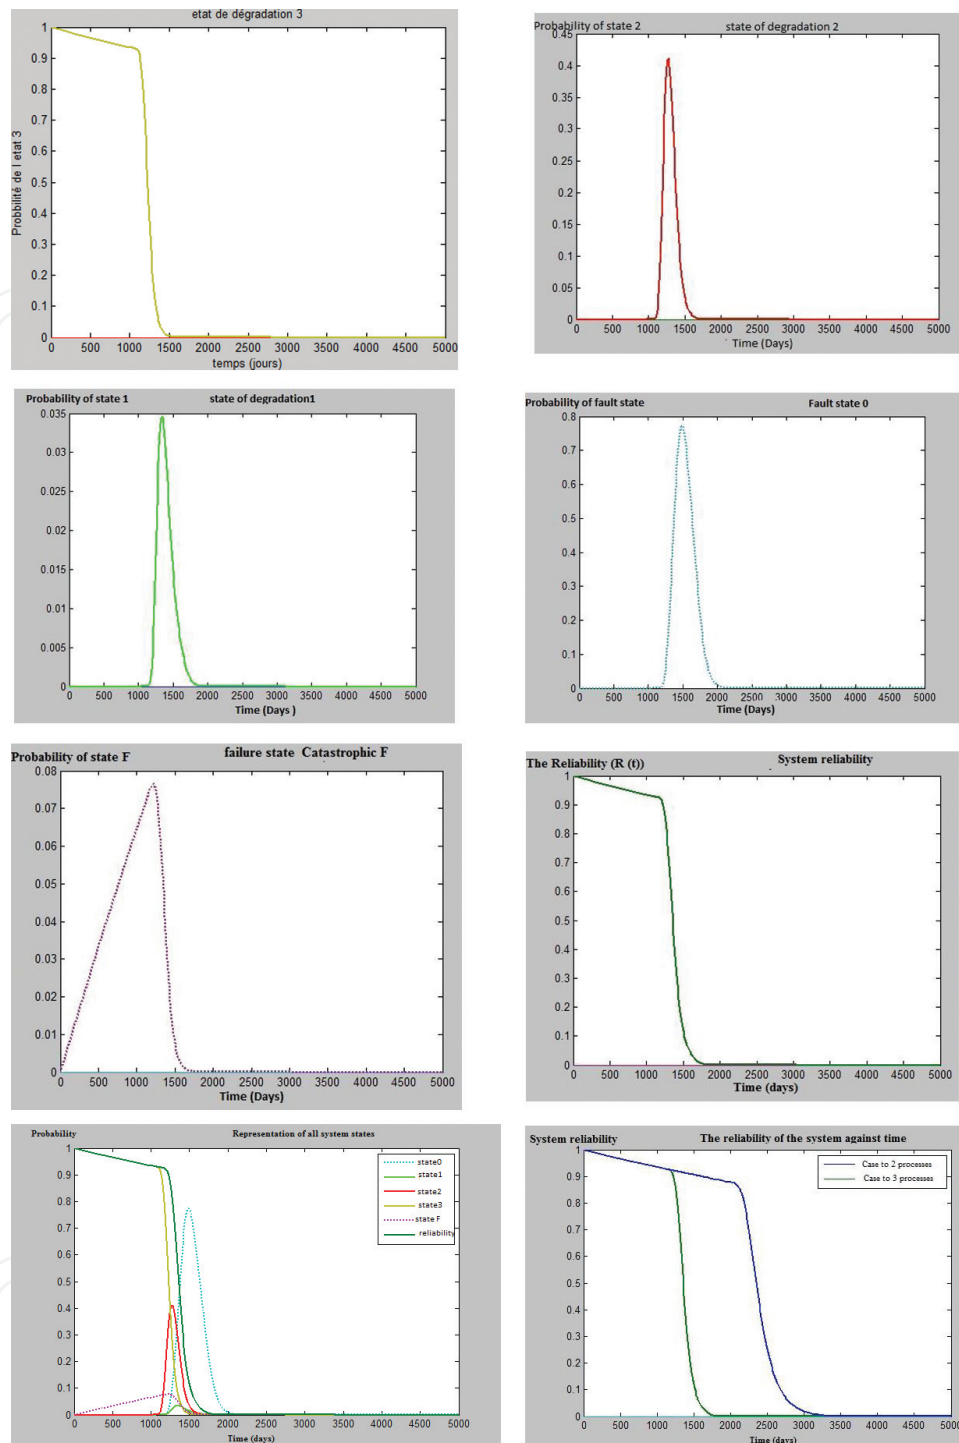 etat de dégradation 3
Probbilité de l etat 3
1
0.9
0.8
0.7
0.6
0.5
0.4
0.3
0.2
0.1
0
0 500 1000 1500 2000 2500 3000 3500 4000 4500 5000
temps (jours)
Probability of state 2 state of degradation 2
0.45
0.4
0.35
0.3
0.25
0.2
0.15
0.1
0.05
0
0 500 1000 1500 2000 2500 3000 3500 4000 4500 5000
Time (Days)
Probability of state 1 state of degradation1
0.035
0.03
0.025
0.02
0.015
0.01
0.005
0
0 500 1000 1500 2000 2500 3000 3500 4000 4500 5000
Time (Days )
Probability of fault state Fault state 0
0.8
0.7
0.6
0.5
0.4
0.3
0.2
0.1
0
0 500 1000 1500 2000 2500 3000 3500 4000 4500 5000
Time (Days)
Probability of state F failure state Catastrophic F
0.08
0.07
0.06
0.05
0.04
0.03
0.02
0.01
0
0 500 1000 1500 2000 2500 3000 3500 4000 4500 5000
Time (Days)
The Reliability (R (t)) System reliability
1
0.9
0.8
0.7
0.6
0.5
0.4
0.3
0.2
0.1
0
0 500 1000 1500 2000 2500 3000 3500 4000 4500 5000
Time (days)
Probability Representation of all system states
1
0.9
0.8
0.7
0.6
0.5
0.4
0.3
0.2
0.1
0
state0
state1
state2
state3
state F
reliability
0 500 1000 1500 2000 2500 3000 3500 4000 4500 5000
Time (days)
System reliability The reliability of the system against time
1
0.9
0.8
0.7
0.6
0.5
0.4
0.3
0.2
0.1
0
Case to 2 processes
Case to 3 processes
0 500 1000 1500 2000 2500 3000 3500 4000 4500 5000
Time (days)